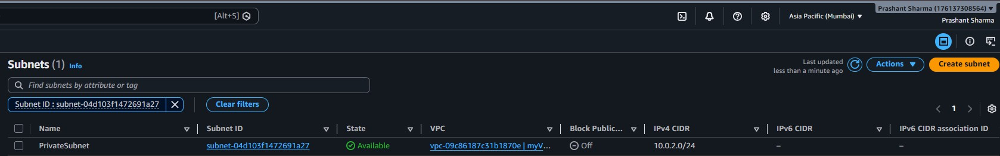 [Alt+S]
Asia Pacific (Mumbai)
Prashant Sharma (176137308564)
Prashant Sharma
Subnets (1) Info
Last updated
less than a minute ago
Actions
Create subnet
Find subnets by attribute or tag
Subnet ID : subnet-04d103f1472691a27
Clear filters
1
Name Subnet ID State VPC Block Public... IPv4 CIDR IPv6 CIDR IPv6 CIDR association ID
PrivateSubnet subnet-04d103f1472691a27 Available vpc-09c86187c31b1870e | myV... Off 10.0.2.0/24 – –